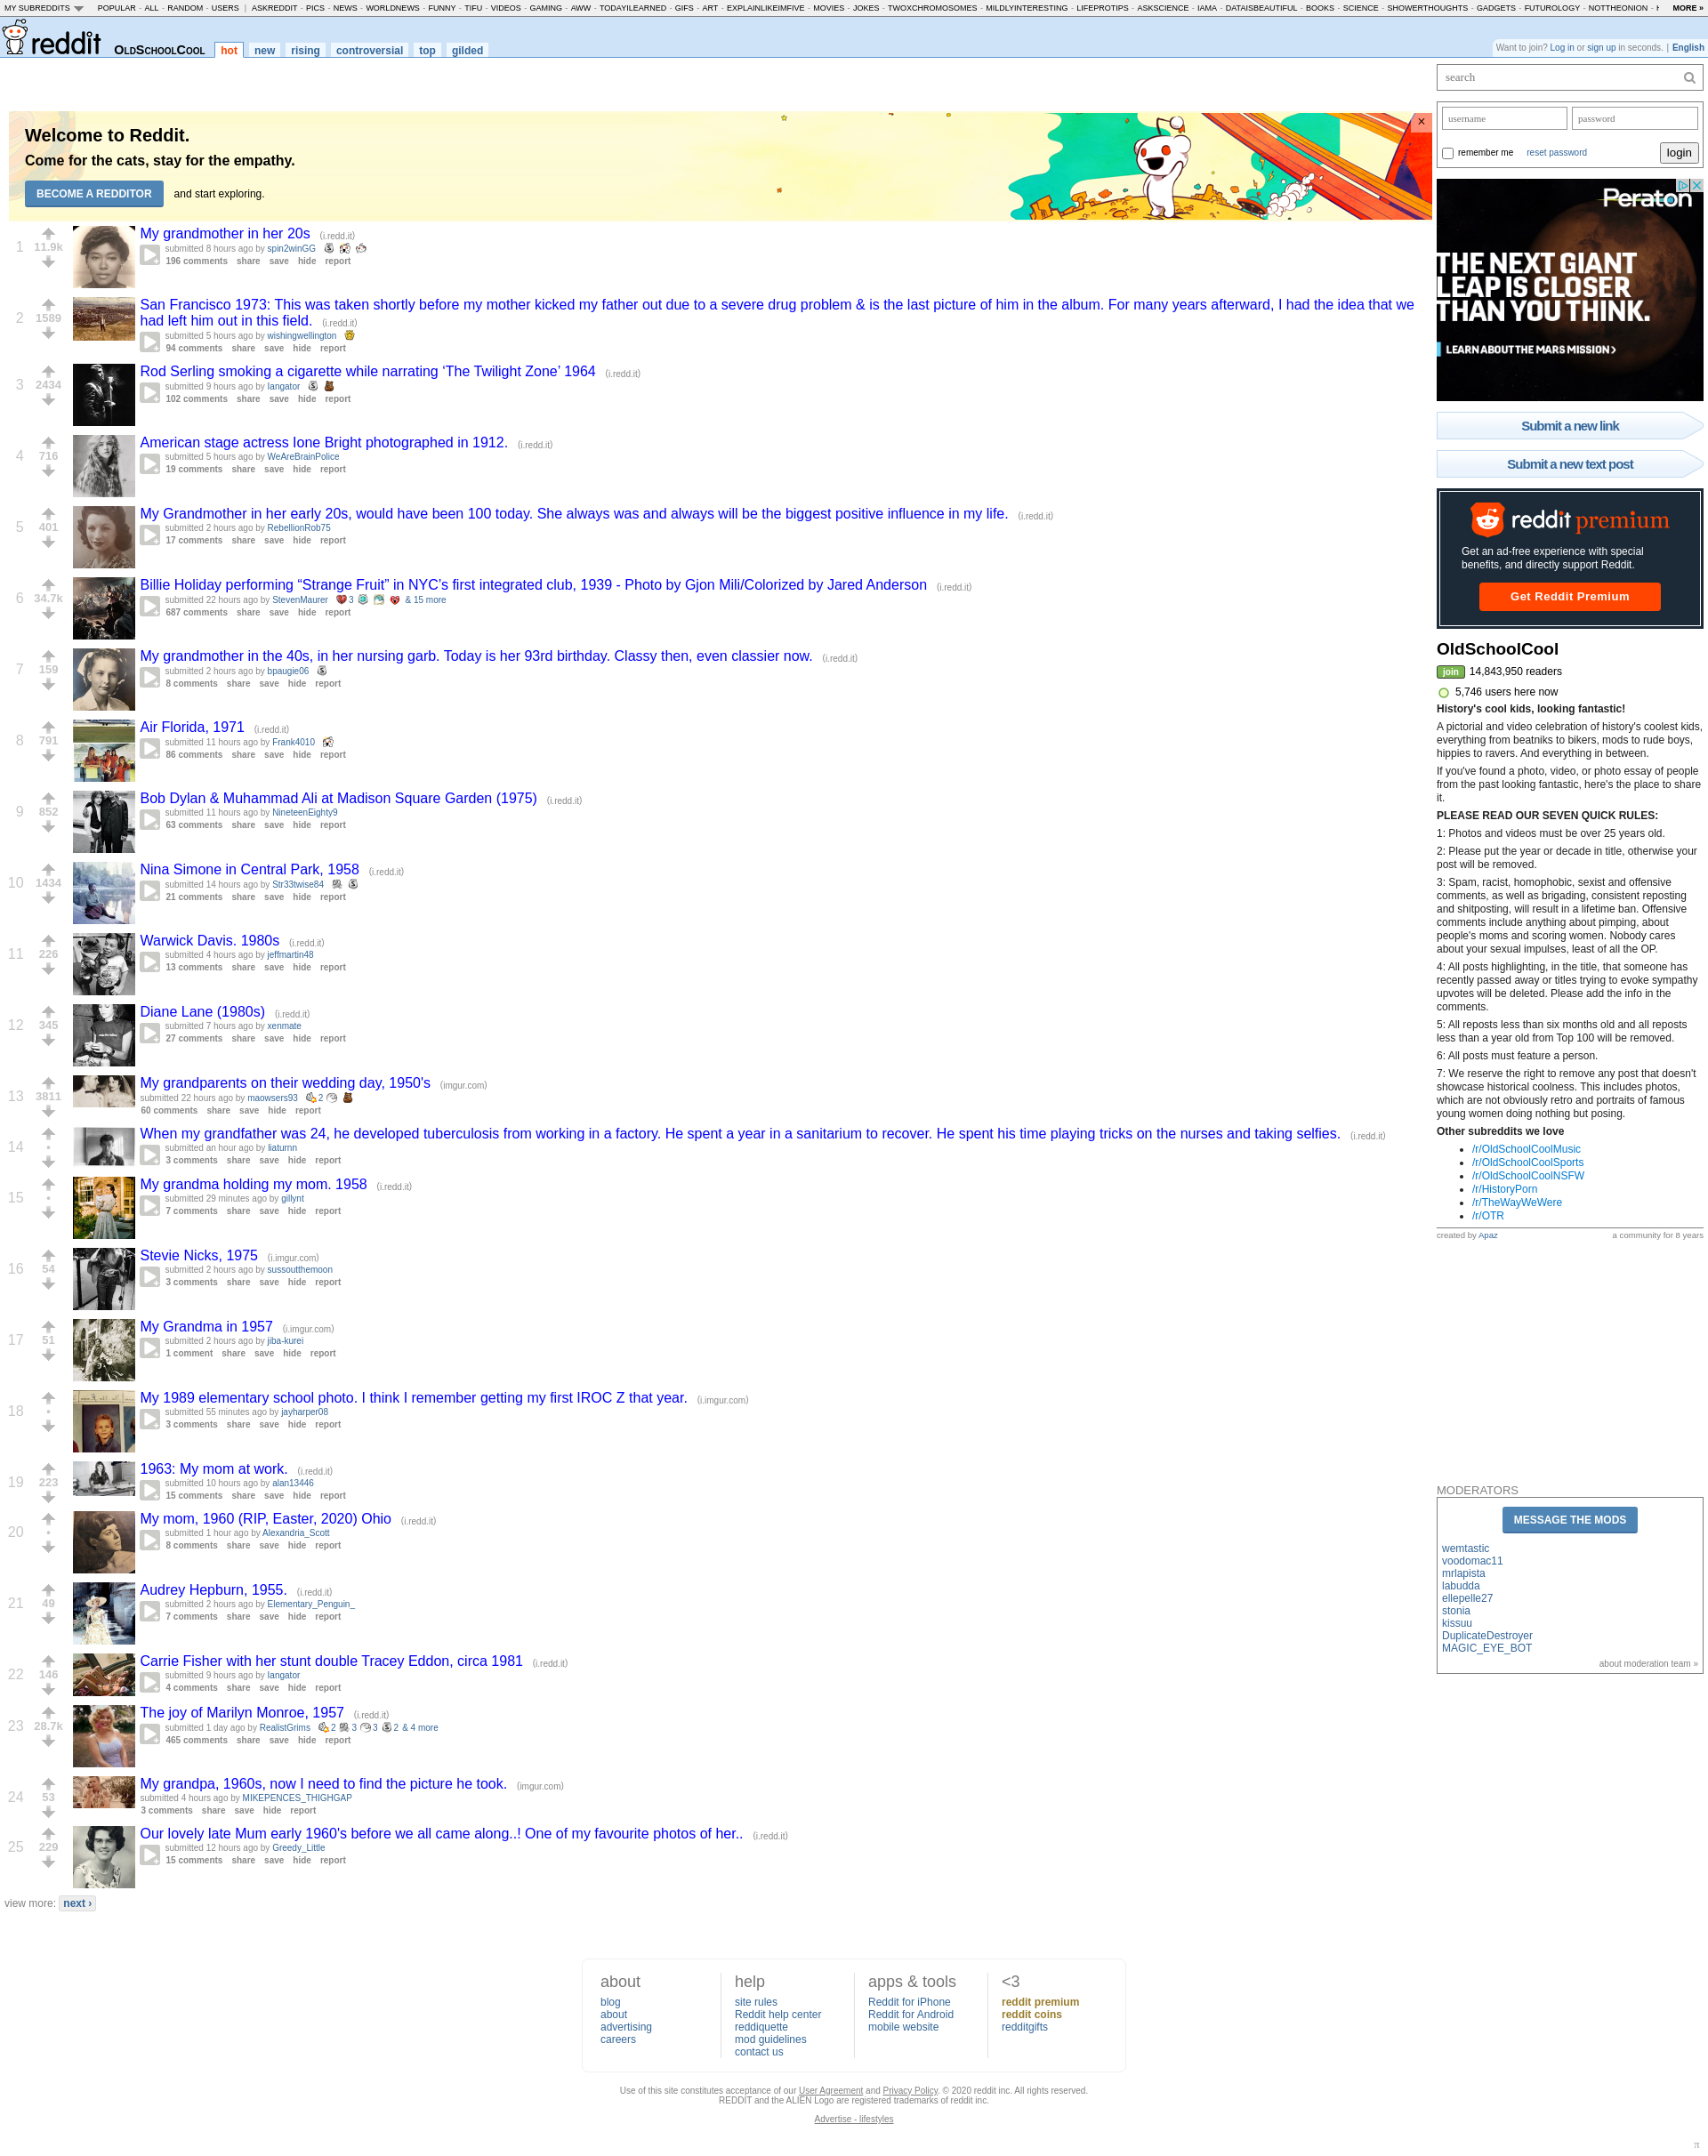 MY SUBREDDITS POPULAR - ALL - RANDOM - USERS | ASKREDDIT - PICS - NEWS - WORLDNEWS - FUNNY - TIFU - VIDEOS - GAMING - AWW - TODAYILEARNED - GIFS - ART - EXPLAINLIKEIMFIVE - MOVIES - JOKES - TWOXCHROMOSOMES - MILDLYINTERESTING - LIFEPROTIPS - ASKSCIENCE - IAMA - DATAISBEAUTIFUL - BOOKS - SCIENCE - SHOWERTHOUGHTS - GADGETS - FUTUROLOGY - NOTTHEONION - MORE »
reddit OLDSCHOOLCOOL hot new rising controversial top gilded
Want to join? Log in or sign up in seconds. | English
Welcome to Reddit.
Come for the cats, stay for the empathy.
BECOME A REDDITOR and start exploring.
×
1 11.9k
My grandmother in her 20s (i.redd.it)
submitted 8 hours ago by spin2winGG
196 comments share save hide report
2 1589
San Francisco 1973: This was taken shortly before my mother kicked my father out due to a severe drug problem & is the last picture of him in the album. For many years afterward, I had the idea that we
had left him out in this field. (i.redd.it)
submitted 5 hours ago by wishingwellington
94 comments share save hide report
3 2434
Rod Serling smoking a cigarette while narrating ‘The Twilight Zone’ 1964 (i.redd.it)
submitted 9 hours ago by langator
102 comments share save hide report
4 716
American stage actress Ione Bright photographed in 1912. (i.redd.it)
submitted 5 hours ago by WeAreBrainPolice
19 comments share save hide report
5 401
My Grandmother in her early 20s, would have been 100 today. She always was and always will be the biggest positive influence in my life. (i.redd.it)
submitted 2 hours ago by RebellionRob75
17 comments share save hide report
6 34.7k
Billie Holiday performing “Strange Fruit” in NYC’s first integrated club, 1939 - Photo by Gjon Mili/Colorized by Jared Anderson (i.redd.it)
submitted 22 hours ago by StevenMaurer 3 & 15 more
687 comments share save hide report
7 159
My grandmother in the 40s, in her nursing garb. Today is her 93rd birthday. Classy then, even classier now. (i.redd.it)
submitted 2 hours ago by bpaugie06
8 comments share save hide report
8 791
Air Florida, 1971 (i.redd.it)
submitted 11 hours ago by Frank4010
86 comments share save hide report
9 852
Bob Dylan & Muhammad Ali at Madison Square Garden (1975) (i.redd.it)
submitted 11 hours ago by NineteenEighty9
63 comments share save hide report
10 1434
Nina Simone in Central Park, 1958 (i.redd.it)
submitted 14 hours ago by Str33twise84
21 comments share save hide report
11 226
Warwick Davis. 1980s (i.redd.it)
submitted 4 hours ago by jeffmartin48
13 comments share save hide report
12 345
Diane Lane (1980s) (i.redd.it)
submitted 7 hours ago by xenmate
27 comments share save hide report
13 3811
My grandparents on their wedding day, 1950's (imgur.com)
submitted 22 hours ago by maowsers93 2
60 comments share save hide report
14 •
When my grandfather was 24, he developed tuberculosis from working in a factory. He spent a year in a sanitarium to recover. He spent his time playing tricks on the nurses and taking selfies. (i.redd.it)
submitted an hour ago by liaturnn
3 comments share save hide report
15 •
My grandma holding my mom. 1958 (i.redd.it)
submitted 29 minutes ago by gillynt
7 comments share save hide report
16 54
Stevie Nicks, 1975 (i.imgur.com)
submitted 2 hours ago by sussoutthemoon
3 comments share save hide report
17 51
My Grandma in 1957 (i.imgur.com)
submitted 2 hours ago by jiba-kurei
1 comment share save hide report
18 •
My 1989 elementary school photo. I think I remember getting my first IROC Z that year. (i.imgur.com)
submitted 55 minutes ago by jayharper08
3 comments share save hide report
19 223
1963: My mom at work. (i.redd.it)
submitted 10 hours ago by alan13446
15 comments share save hide report
20 •
My mom, 1960 (RIP, Easter, 2020) Ohio (i.redd.it)
submitted 1 hour ago by Alexandria_Scott
8 comments share save hide report
21 49
Audrey Hepburn, 1955. (i.redd.it)
submitted 2 hours ago by Elementary_Penguin_
7 comments share save hide report
22 146
Carrie Fisher with her stunt double Tracey Eddon, circa 1981 (i.redd.it)
submitted 9 hours ago by langator
4 comments share save hide report
23 28.7k
The joy of Marilyn Monroe, 1957 (i.redd.it)
submitted 1 day ago by RealistGrims 2 3 3 2 & 4 more
465 comments share save hide report
24 53
My grandpa, 1960s, now I need to find the picture he took. (imgur.com)
submitted 4 hours ago by MIKEPENCES_THIGHGAP
3 comments share save hide report
25 229
Our lovely late Mum early 1960's before we all came along..! One of my favourite photos of her.. (i.redd.it)
submitted 12 hours ago by Greedy_Little
15 comments share save hide report
view more: next ›
search
username password
remember me reset password login
Peraton
THE NEXT GIANT
LEAP IS CLOSER
THAN YOU THINK.
LEARN ABOUT THE MARS MISSION >
Submit a new link
Submit a new text post
reddit premium
Get an ad-free experience with special
benefits, and directly support Reddit.
Get Reddit Premium
OldSchoolCool
join 14,843,950 readers
5,746 users here now
History's cool kids, looking fantastic!
A pictorial and video celebration of history's coolest kids,
everything from beatniks to bikers, mods to rude boys,
hippies to ravers. And everything in between.
If you've found a photo, video, or photo essay of people
from the past looking fantastic, here's the place to share
it.
PLEASE READ OUR SEVEN QUICK RULES:
1: Photos and videos must be over 25 years old.
2: Please put the year or decade in title, otherwise your
post will be removed.
3: Spam, racist, homophobic, sexist and offensive
comments, as well as brigading, consistent reposting
and shitposting, will result in a lifetime ban. Offensive
comments include anything about pimping, about
people's moms and scoring women. Nobody cares
about your sexual impulses, least of all the OP.
4: All posts highlighting, in the title, that someone has
recently passed away or titles trying to evoke sympathy
upvotes will be deleted. Please add the info in the
comments.
5: All reposts less than six months old and all reposts
less than a year old from Top 100 will be removed.
6: All posts must feature a person.
7: We reserve the right to remove any post that doesn't
showcase historical coolness. This includes photos,
which are not obviously retro and portraits of famous
young women doing nothing but posing.
Other subreddits we love
• /r/OldSchoolCoolMusic
• /r/OldSchoolCoolSports
• /r/OldSchoolCoolNSFW
• /r/HistoryPorn
• /r/TheWayWeWere
• /r/OTR
created by Apaz a community for 8 years
MODERATORS
MESSAGE THE MODS
wemtastic
voodomac11
mrlapista
labudda
ellepelle27
stonia
kissuu
DuplicateDestroyer
MAGIC_EYE_BOT
about moderation team »
about
blog
about
advertising
careers
help
site rules
Reddit help center
reddiquette
mod guidelines
contact us
apps & tools
Reddit for iPhone
Reddit for Android
mobile website
<3
reddit premium
reddit coins
redditgifts
Use of this site constitutes acceptance of our User Agreement and Privacy Policy. © 2020 reddit inc. All rights reserved.
REDDIT and the ALIEN Logo are registered trademarks of reddit inc.
Advertise - lifestyles
π